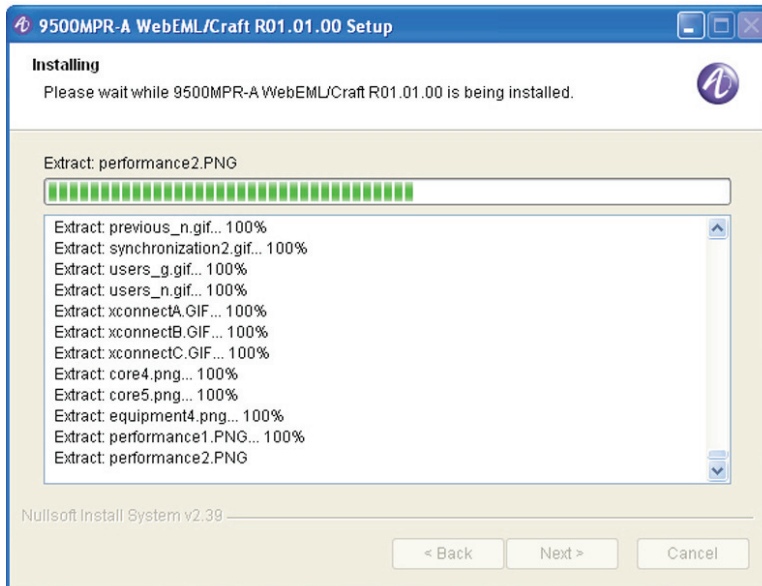 9500MPR-A WebEML/Craft R01.01.00 Setup
Installing
Please wait while 9500MPR-A WebEML/Craft R01.01.00 is being installed.
Extract: performance2.PNG
Extract: previous_n.gif... 100%
Extract: synchronization2.gif... 100%
Extract: users_g.gif... 100%
Extract: users_n.gif... 100%
Extract: xconnectA.GIF... 100%
Extract: xconnectB.GIF... 100%
Extract: xconnectC.GIF... 100%
Extract: core4.png... 100%
Extract: core5.png... 100%
Extract: equipment4.png... 100%
Extract: performance1.PNG... 100%
Extract: performance2.PNG
Nullsoft Install System v2.39
< Back Next > Cancel